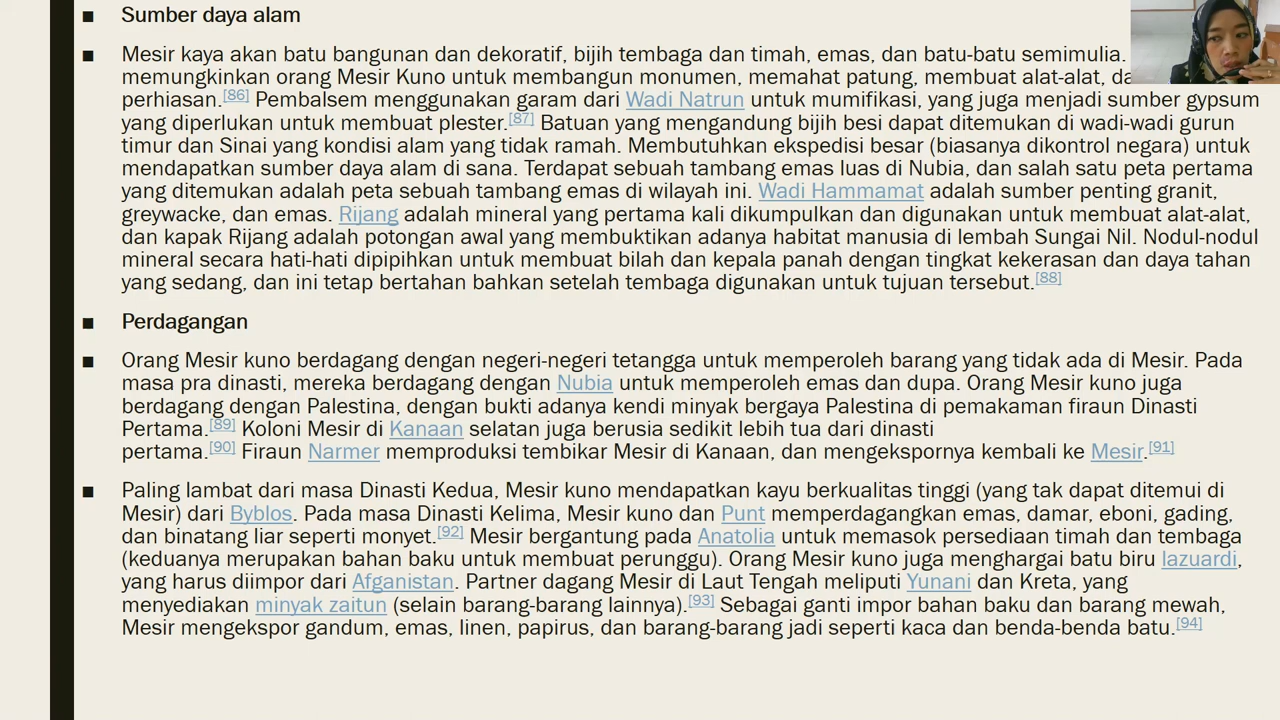 ■ Sumber daya alam
■ Mesir kaya akan batu bangunan dan dekoratif, bijih tembaga dan timah, emas, dan batu-batu semimulia.
memungkinkan orang Mesir Kuno untuk membangun monumen, memahat patung, membuat alat-alat,
perhiasan.[86] Pembalsem menggunakan garam dari Wadi Natrun untuk mumifikasi, yang juga menjadi sumber gypsum
yang diperlukan untuk membuat plester.[87] Batuan yang mengandung bijih besi dapat ditemukan di wadi-wadi gurun
timur dan Sinai yang kondisi alam yang tidak ramah. Membutuhkan ekspedisi besar (biasanya dikontrol negara) untuk
mendapatkan sumber daya alam di sana. Terdapat sebuah tambang emas luas di Nubia, dan salah satu peta pertama
yang ditemukan adalah peta sebuah tambang emas di wilayah ini. Wadi Hammamat adalah sumber penting granit,
greywacke, dan emas. Rijang adalah mineral yang pertama kali dikumpulkan dan digunakan untuk membuat alat-alat,
dan kapak Rijang adalah potongan awal yang membuktikan adanya habitat manusia di lembah Sungai Nil. Nodul-nodul
mineral secara hati-hati dipipihkan untuk membuat bilah dan kepala panah dengan tingkat kekerasan dan daya tahan
yang sedang, dan ini tetap bertahan bahkan setelah tembaga digunakan untuk tujuan tersebut.[88]
■ Perdagangan
■ Orang Mesir kuno berdagang dengan negeri-negeri tetangga untuk memperoleh barang yang tidak ada di Mesir. Pada
masa pra dinasti, mereka berdagang dengan Nubia untuk memperoleh emas dan dupa. Orang Mesir kuno juga
berdagang dengan Palestina, dengan bukti adanya kendi minyak bergaya Palestina di pemakaman firaun Dinasti
Pertama.[89] Koloni Mesir di Kanaan selatan juga berusia sedikit lebih tua dari dinasti
pertama.[90] Firaun Narmer memproduksi tembikar Mesir di Kanaan, dan mengekspornya kembali ke Mesir.[91]
■ Paling lambat dari masa Dinasti Kedua, Mesir kuno mendapatkan kayu berkualitas tinggi (yang tak dapat ditemui di
Mesir) dari Byblos. Pada masa Dinasti Kelima, Mesir kuno dan Punt memperdagangkan emas, damar, eboni, gading,
dan binatang liar seperti monyet.[92] Mesir bergantung pada Anatolia untuk memasok persediaan timah dan tembaga
(keduanya merupakan bahan baku untuk membuat perunggu). Orang Mesir kuno juga menghargai batu biru lazuardi,
yang harus diimpor dari Afganistan. Partner dagang Mesir di Laut Tengah meliputi Yunani dan Kreta, yang
menyediakan minyak zaitun (selain barang-barang lainnya).[93] Sebagai ganti impor bahan baku dan barang mewah,
Mesir mengekspor gandum, emas, linen, papirus, dan barang-barang jadi seperti kaca dan benda-benda batu.[94]